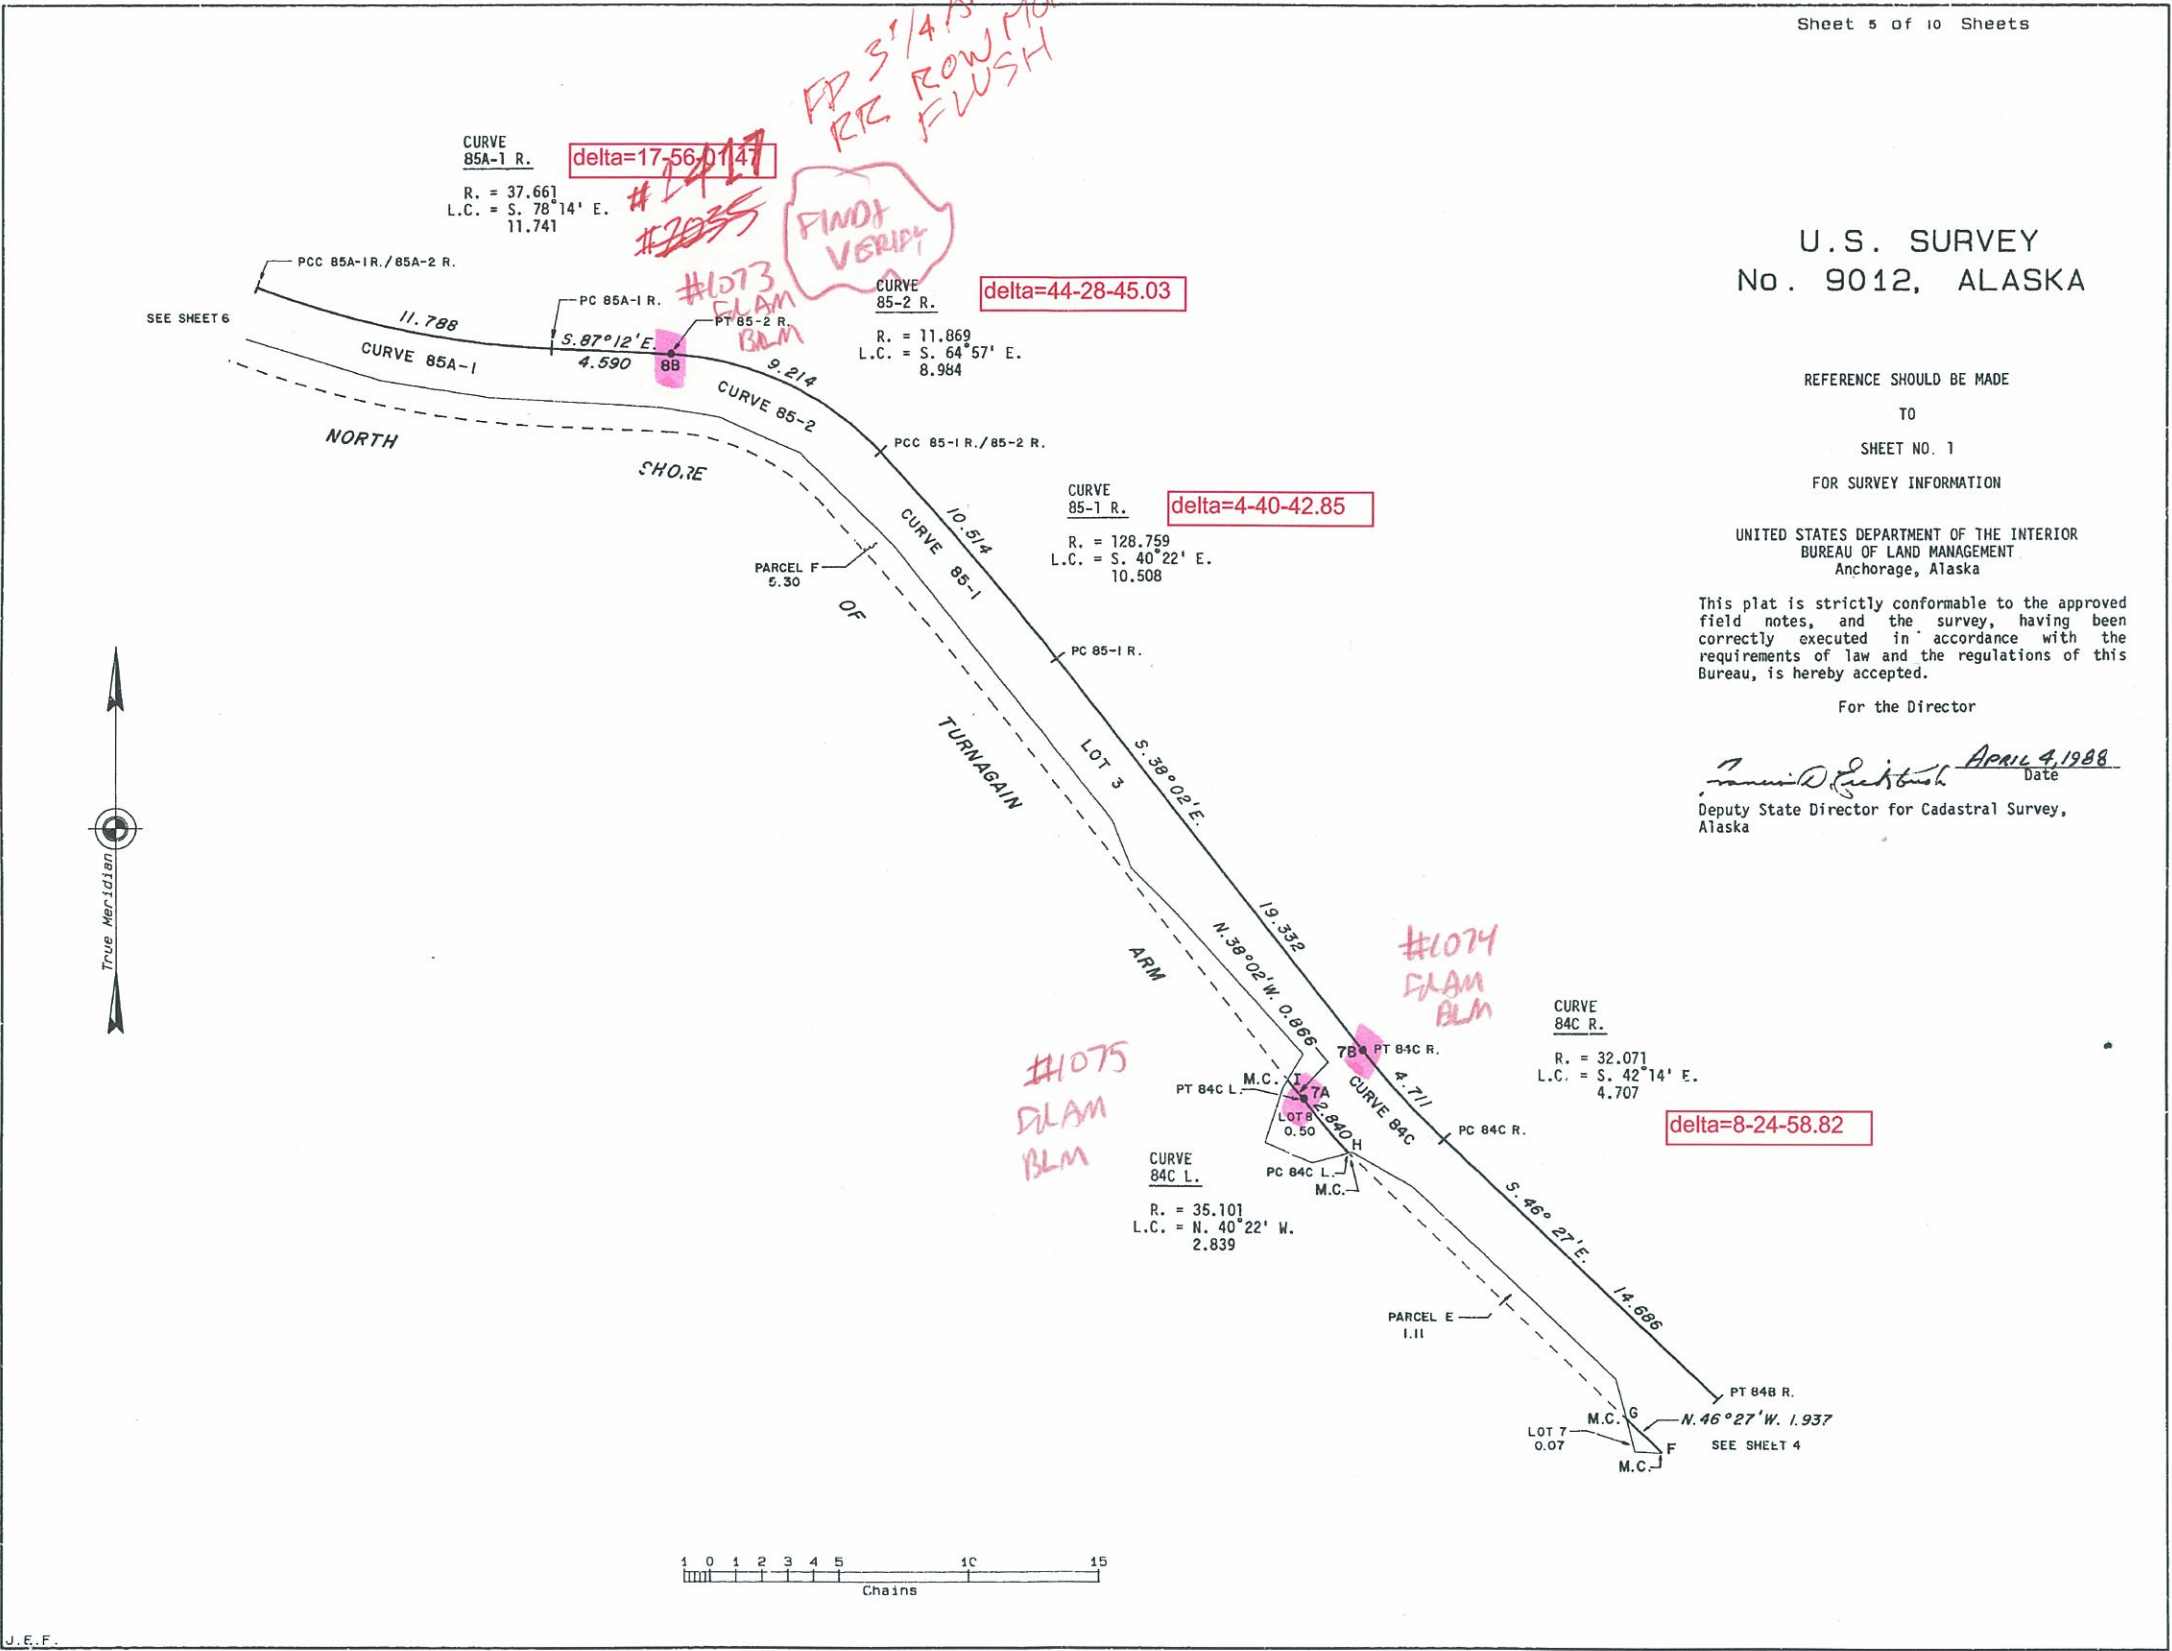 Sheet 5 of 10 Sheets
FD 3 1/4"
RR ROW
FLUSH
CURVE
85A-1 R.
delta=17-56-01.47
R. = 37.661
L.C. = S. 78°14' E.
11.741
#2417
#2035
FIND &
VERIFY
#1073
BLM
PCC 85A-1 R./85A-2 R.
PC 85A-1 R.
PT 85-2 R.
SEE SHEET 6
11.788
CURVE 85A-1
S.87°12'E.
4.590
8B
CURVE
85-2 R.
delta=44-28-45.03
R. = 11.869
L.C. = S. 64°57' E.
8.984
9.214
CURVE 85-2
PCC 85-1 R./85-2 R.
NORTH
SHORE
OF
TURNAGAIN
ARM
CURVE
85-1 R.
delta=4-40-42.85
R. = 128.759
L.C. = S. 40°22' E.
10.508
10.514
CURVE 85-1
PARCEL F
5.30
PC 85-1 R.
LOT 3
S.38°02'E.
19.332
N.38°02'W. 0.866
#1074
BLM
7B
PT 84C R.
CURVE
84C R.
R. = 32.071
L.C. = S. 42°14' E.
4.707
delta=8-24-58.82
4.711
CURVE 84C
PC 84C R.
#1075
BLM
M.C.
I
PT 84C L.
7A
LOT 8
0.50
2.840
H
PC 84C L.
M.C.
CURVE
84C L.
R. = 35.101
L.C. = N. 40°22' W.
2.839
S.46°27'E.
14.686
PARCEL E
1.11
PT 84B R.
M.C.
G
N.46°27'W. 1.937
LOT 7
0.07
F
SEE SHEET 4
M.C.
U.S. SURVEY
No. 9012, ALASKA
REFERENCE SHOULD BE MADE
TO
SHEET NO. 1
FOR SURVEY INFORMATION
UNITED STATES DEPARTMENT OF THE INTERIOR
BUREAU OF LAND MANAGEMENT
Anchorage, Alaska
This plat is strictly conformable to the approved
field notes, and the survey, having been
correctly executed in accordance with the
requirements of law and the regulations of this
Bureau, is hereby accepted.
For the Director
APRIL 4, 1988
Date
Deputy State Director for Cadastral Survey,
Alaska
True Meridian
1 0 1 2 3 4 5 10 15
Chains
J.E.F.